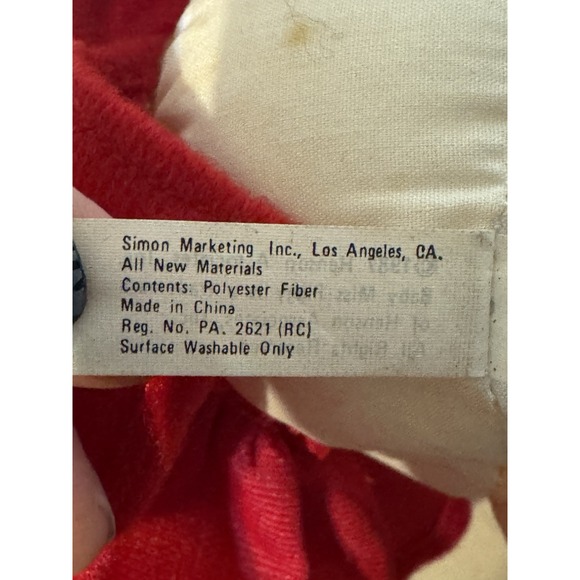 Simon Marketing Inc., Los Angeles, CA.
All New Materials
Contents: Polyester Fiber
Made in China
Reg. No. PA. 2621 (RC)
Surface Washable Only